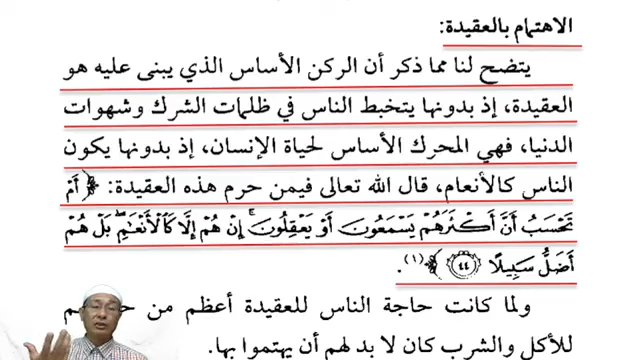 الاهتمام بالعقيدة:
يتضح لنا مما ذكر أن الركن الأساس الذي يبنى عليه هو
العقيدة، إذ بدونها يتخبط الناس في ظلمات الشرك وشهوات
الدنيا، فهي المحرك الأساس لحياة الإنسان، إذ بدونها يكون
الناس كالأنعام، قال الله تعالى فيمن حرم هذه العقيدة: ﴿أَمْ
تَحْسَبُ أَنَّ أَكْثَرَهُمْ يَسْمَعُونَ أَوْ يَعْقِلُونَ ۚ إِنْ هُمْ إِلَّا كَالْأَنْعَٰمِ ۖ بَلْ هُمْ
أَضَلُّ سَبِيلًا ٤٤﴾ (١).
ولما كانت حاجة الناس للعقيدة أعظم من
للأكل والشرب كان لا بد لهم أن يهتموا بها.